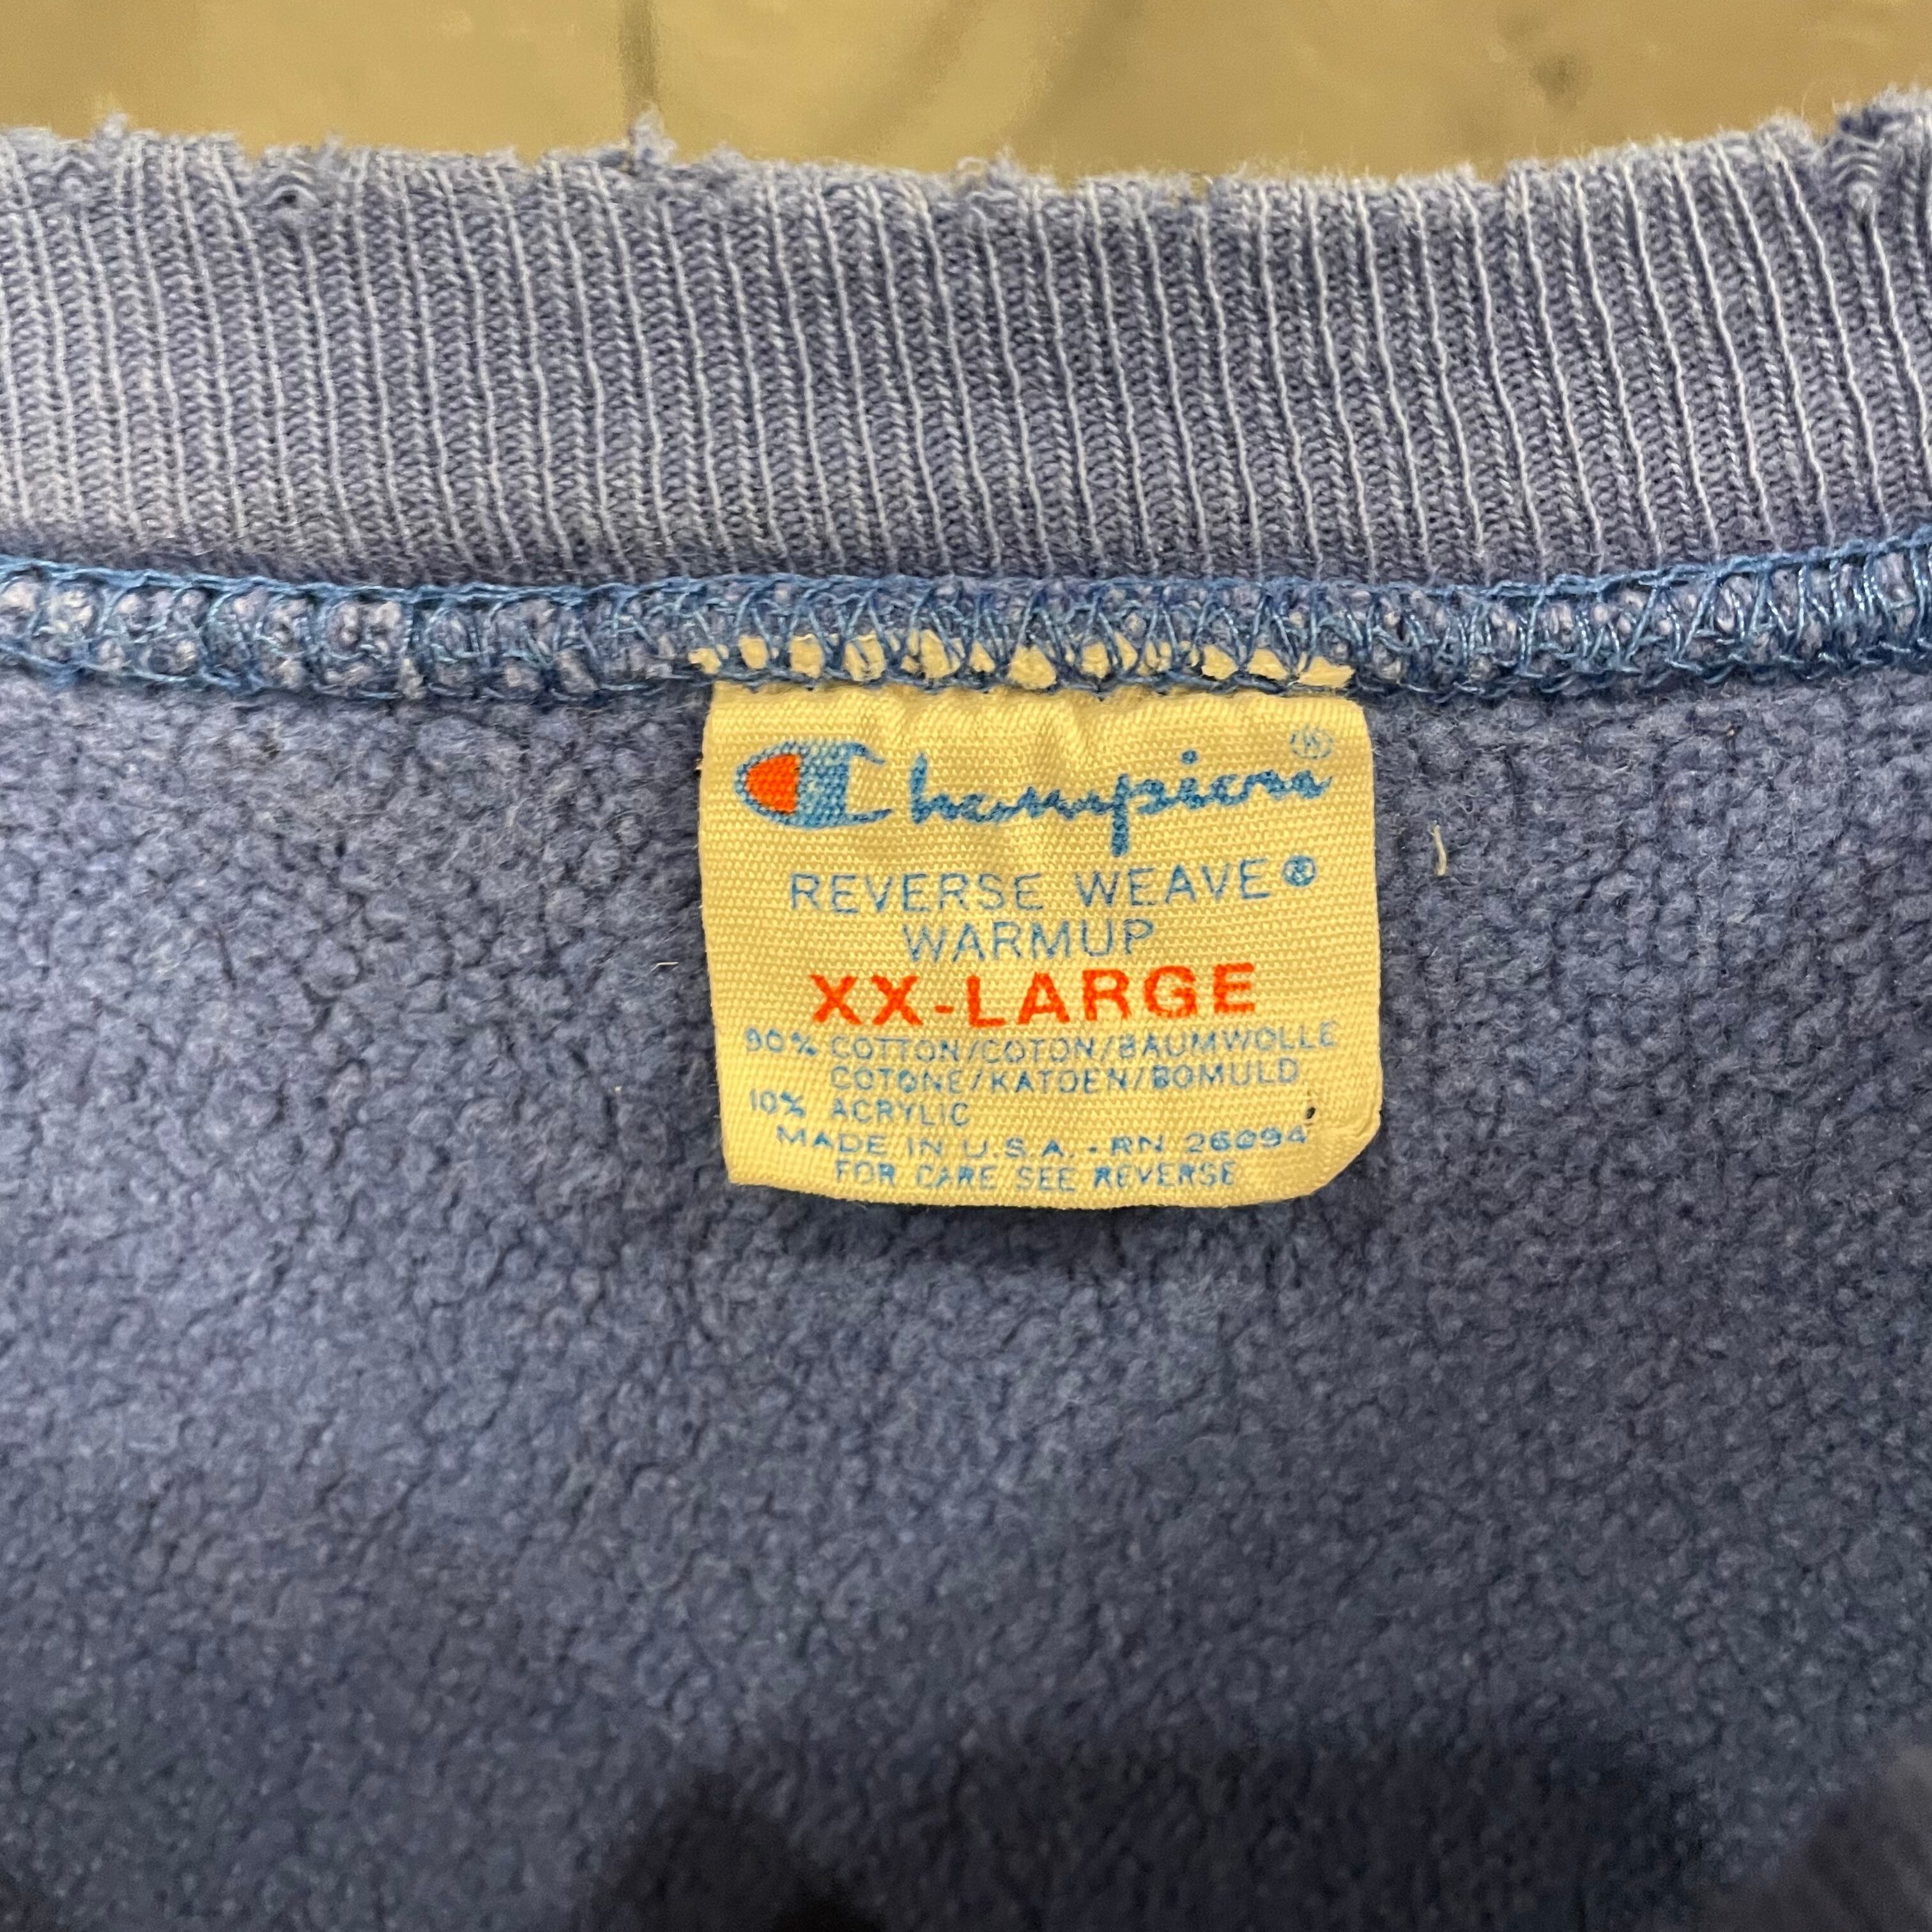 Champion®
REVERSE WEAVE®
WARMUP
XX-LARGE
90% COTTON/COTON/BAUMWOLLE
COTONE/KATOEN/BOMULD
10% ACRYLIC
MADE IN U.S.A. - RN 26094
FOR CARE SEE REVERSE